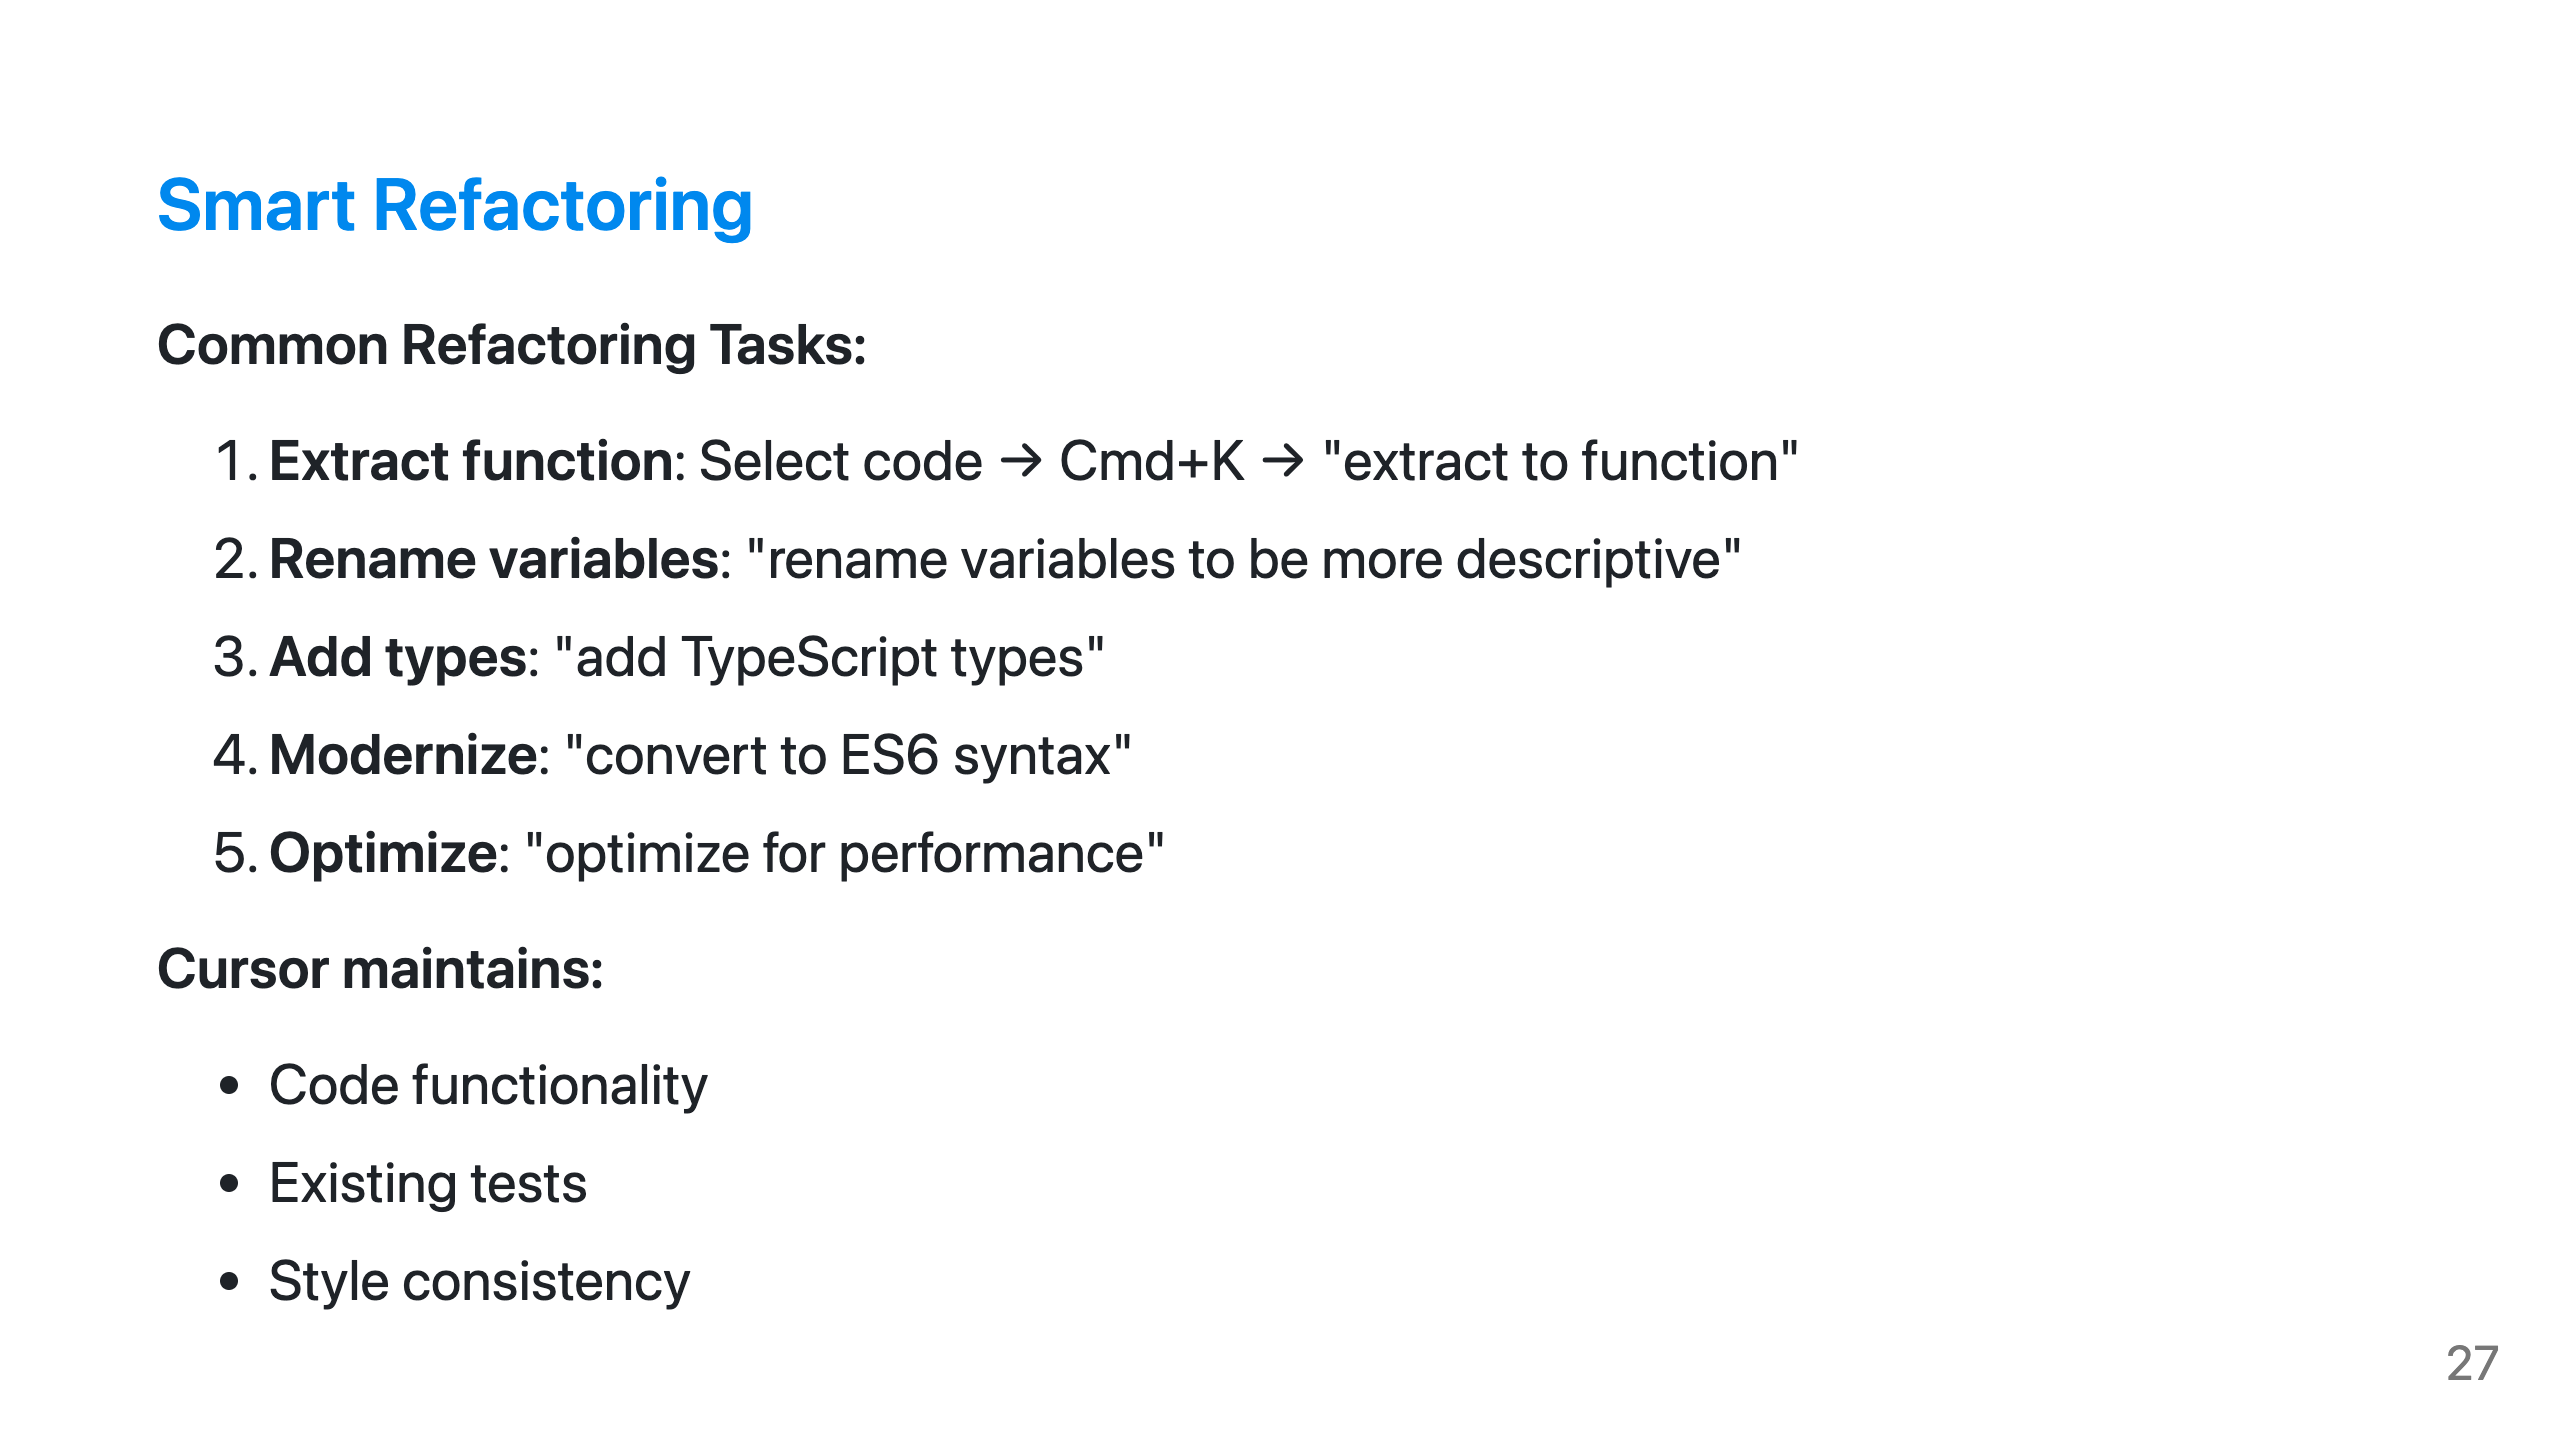 Smart Refactoring
Common Refactoring Tasks:
1. Extract function: Select code → Cmd+K → "extract to function"
2. Rename variables: "rename variables to be more descriptive"
3. Add types: "add TypeScript types"
4. Modernize: "convert to ES6 syntax"
5. Optimize: "optimize for performance"
Cursor maintains:
• Code functionality
• Existing tests
• Style consistency
27